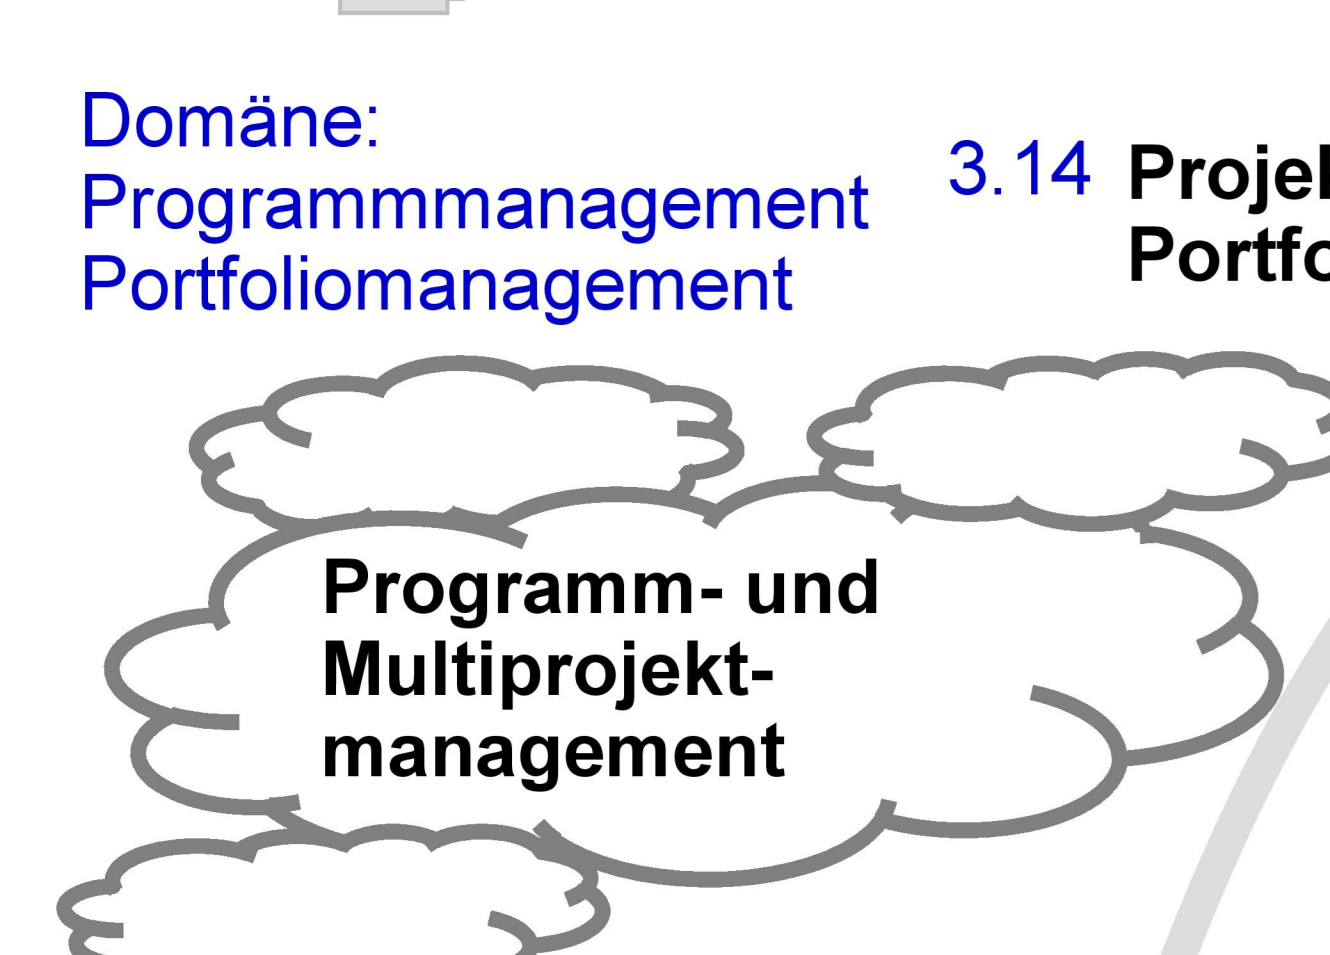 Domäne:
Programmmanagement
Portfoliomanagement
3.14
Programm- und
Multiprojekt-
management